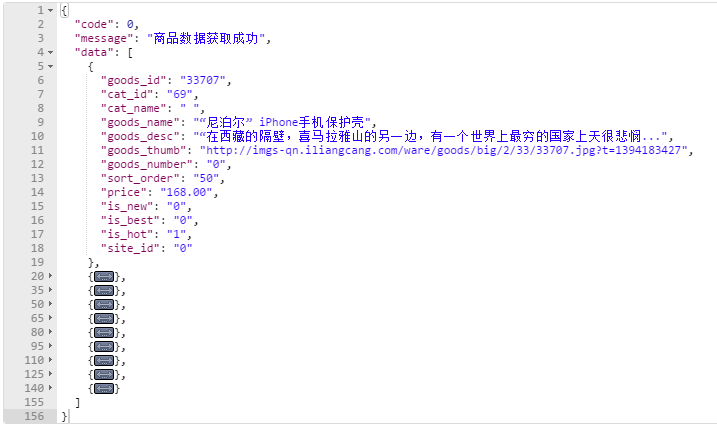 1 {
2 "code": 0,
3 "message": "商品数据获取成功",
4 "data": [
5 {
6 "goods_id": "33707",
7 "cat_id": "69",
8 "cat_name": " ",
9 "goods_name": "“尼泊尔” iPhone手机保护壳",
10 "goods_desc": "“在西藏的隔壁，喜马拉雅山的另一边，有一个世界上最穷的国家上天很悲悯...",
11 "goods_thumb": "http://imgs-qn.iliangcang.com/ware/goods/big/2/33/33707.jpg?t=1394183427",
12 "goods_number": "0",
13 "sort_order": "50",
14 "price": "168.00",
15 "is_new": "0",
16 "is_best": "0",
17 "is_hot": "1",
18 "site_id": "0"
19 },
20 {...},
35 {...},
50 {...},
65 {...},
80 {...},
95 {...},
110 {...},
125 {...},
140 {...}
155 ]
156 }